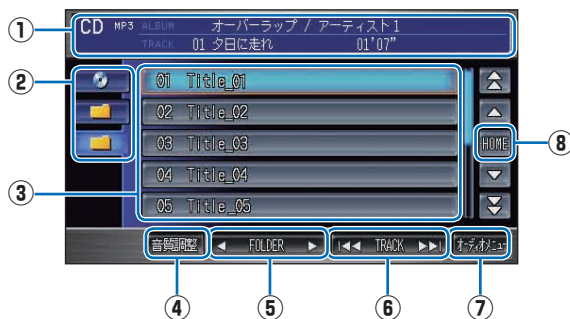 CD MP3 ALBUM オーバーラップ / アーティスト1
TRACK 01 夕日に走れ 01'07"
01 Title_01
02 Title_02
03 Title_03
04 Title_04
05 Title_05
HOME
音質調整 ◀ FOLDER ▶ I◀◀ TRACK ▶▶I オーディオメニュー
①
②
③
④
⑤
⑥
⑦
⑧